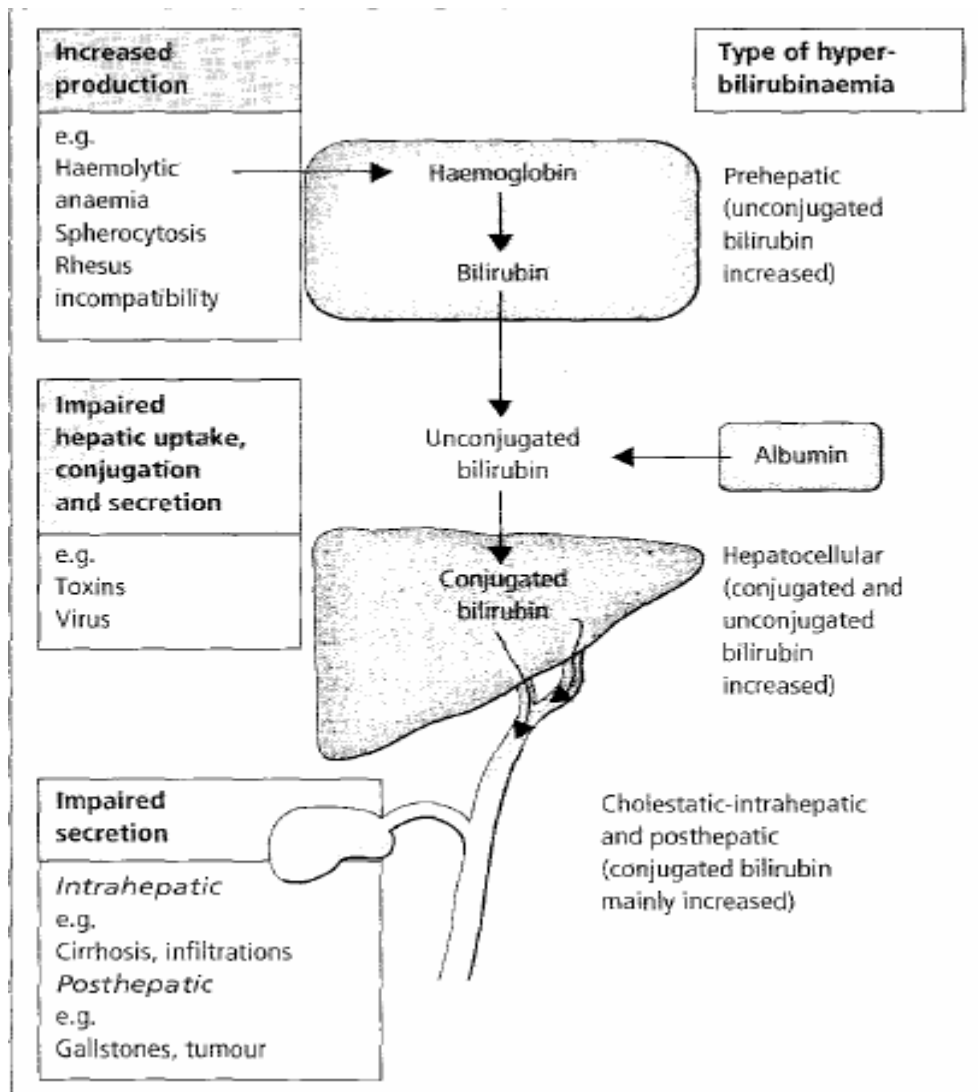 Increased
production
e.g.
Haemolytic
anaemia
Spherocytosis
Rhesus
incompatibility
Type of hyper-
bilirubinaemia
Haemoglobin
Bilirubin
Prehepatic
(unconjugated
bilirubin
increased)
Impaired
hepatic uptake,
conjugation
and secretion
e.g.
Toxins
Virus
Unconjugated
bilirubin
Albumin
Conjugated
bilirubin
Hepatocellular
(conjugated and
unconjugated
bilirubin
increased)
Impaired
secretion
Intrahepatic
e.g.
Cirrhosis, infiltrations
Posthepatic
e.g.
Gallstones, tumour
Cholestatic-intrahepatic
and posthepatic
(conjugated bilirubin
mainly increased)